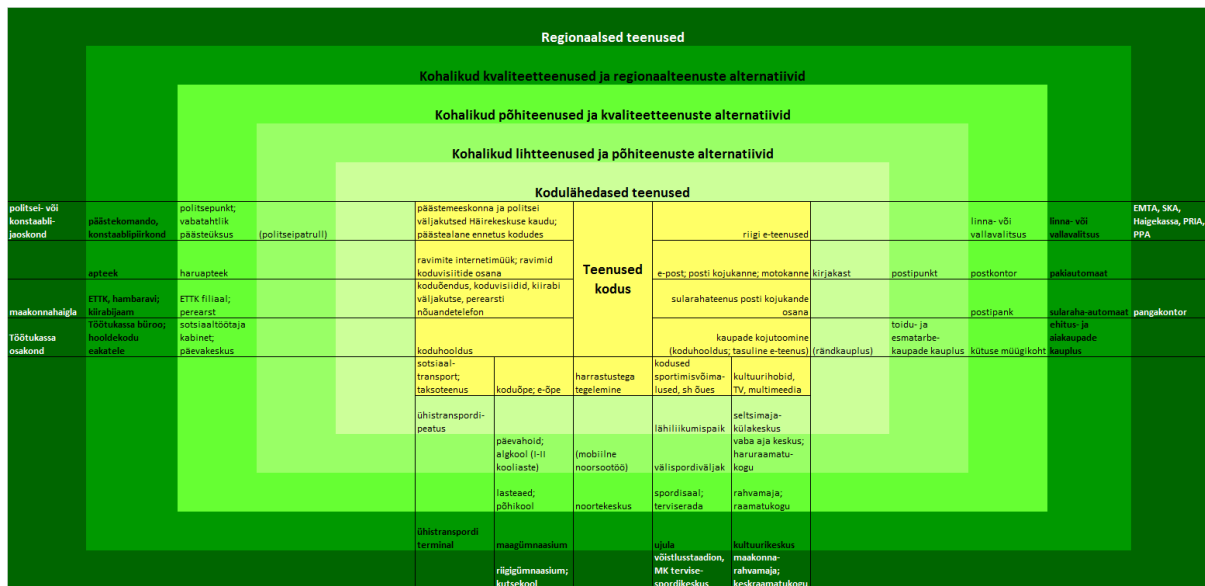 Regionaalsed teenused
Kohalikud kvaliteetteenused ja regionaalteenuste alternatiivid
Kohalikud põhiteenused ja kvaliteetteenuste alternatiivid
Kohalikud lihtteenused ja põhiteenuste alternatiivid
Kodulähedased teenused
politsei- või
konstaabli-
jaoskond
päästekomando,
konstaablipiirkond
politsepunkt;
vabatahtlik
päästeüksus
(politseipatrull)
päästemeeskonna ja politsei
väljakutsed Häirekeskuse kaudu;
päästealane ennetus kodudes
riigi e-teenused
linna- või
vallavalitsus
linna- või
vallavalitsus
EMTA, SKA,
Haigekassa, PRIA,
PPA
apteek
haruapteek
ravimite internetimüük; ravimid
koduvisiitide osana
Teenused
kodus
e-post; posti kojukanne; motokanne
kirjakast
postipunkt
postkontor
pakiautomaat
maakonnahaigla
ETTK, hambaravi;
kiirabijaam
ETTK filiaal;
perearst
koduõendus, koduvisiidid, kiirabi
väljakutse, perearsti
nõuandetelefon
sularahateenus posti kojukande
osana
postipank
sularaha-automaat
pangakontor
Töötukassa
osakond
Töötukassa büroo;
hooldekodu
eakatele
sotsiaaltöötaja
kabinet;
päevakeskus
koduhooldus
kaupade kojutoomine
(koduhooldus; tasuline e-teenus)
(rändkauplus)
toidu- ja
esmatarbe-
kaupade kauplus
kütuse müügikoht
ehitus- ja
aiakaupade
kauplus
sotsiaal-
transport;
taksoteenus
koduõpe; e-õpe
harrastustega
tegelemine
kodused
sportimisvõima-
lused, sh õues
kultuurihobid,
TV, multimeedia
ühistranspordi-
peatus
lähiliikumispaik
seltsimaja-
külakeskus
päevahoid;
algkool (I-II
kooliaste)
(mobiilne
noorsootöö)
välispordiväljak
vaba aja keskus;
haruraamatu-
kogu
lasteaed;
põhikool
noortekeskus
spordisaal;
terviserada
rahvamaja;
raamatukogu
ühistranspordi
terminal
maagümnaasium
ujula
kultuurikeskus
riigigümnaasium;
kutsekool
võistlusstaadion,
MK tervise-
spordikeskus
maakonna-
rahvamaja;
keskraamatukogu